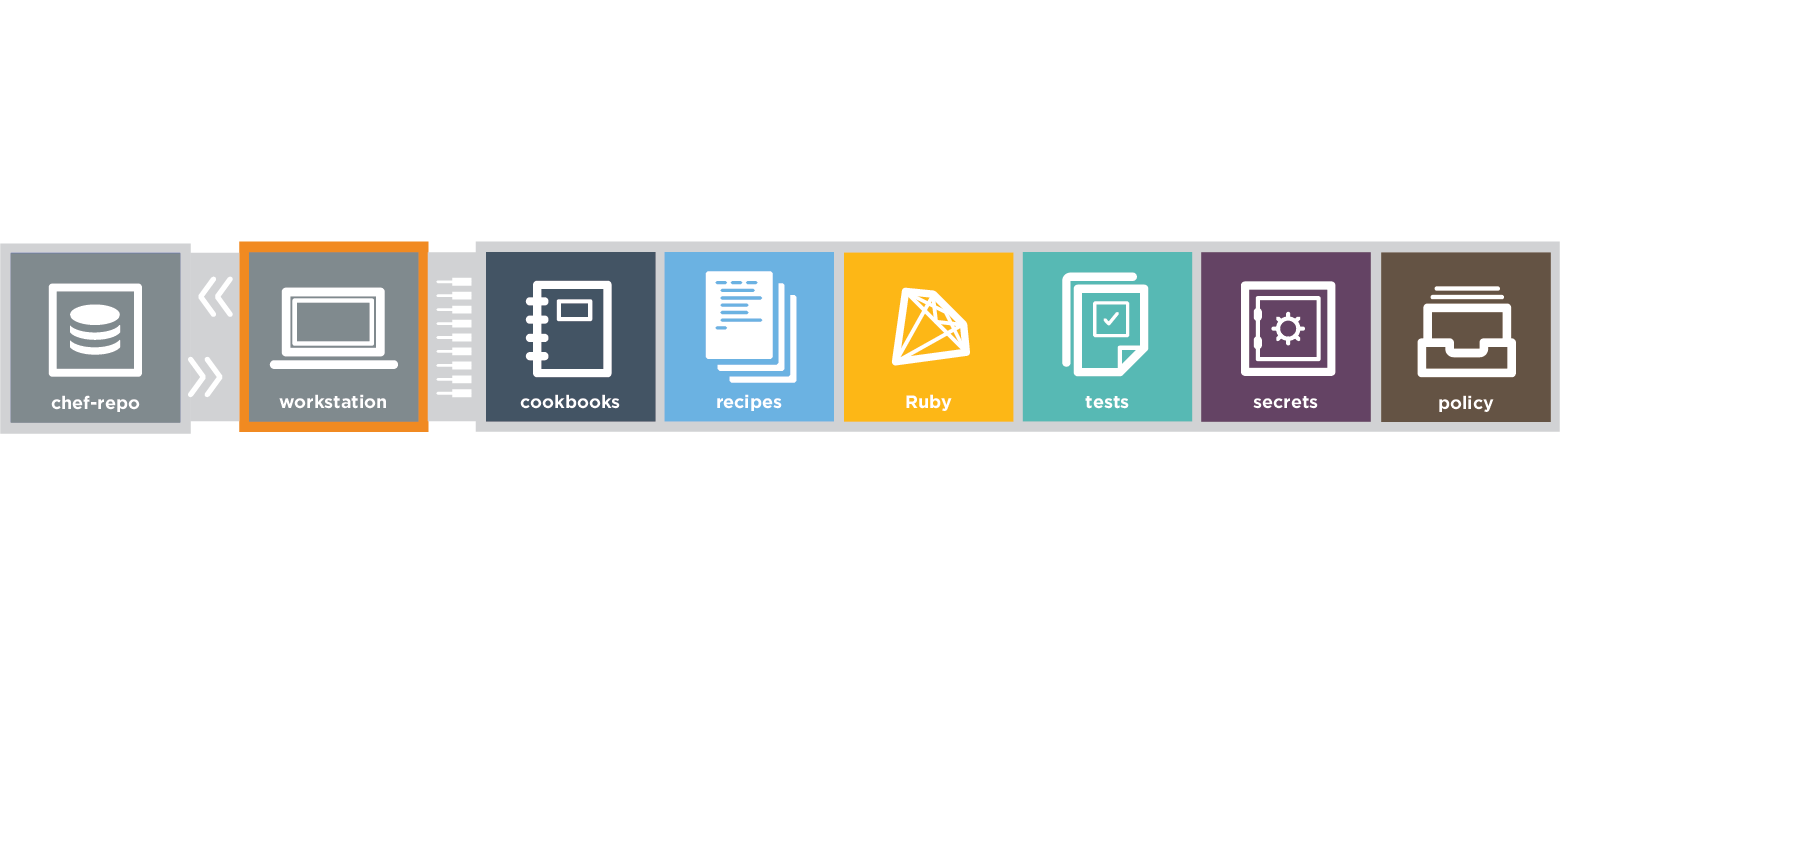 chef-repo
workstation
cookbooks
recipes
Ruby
tests
secrets
policy